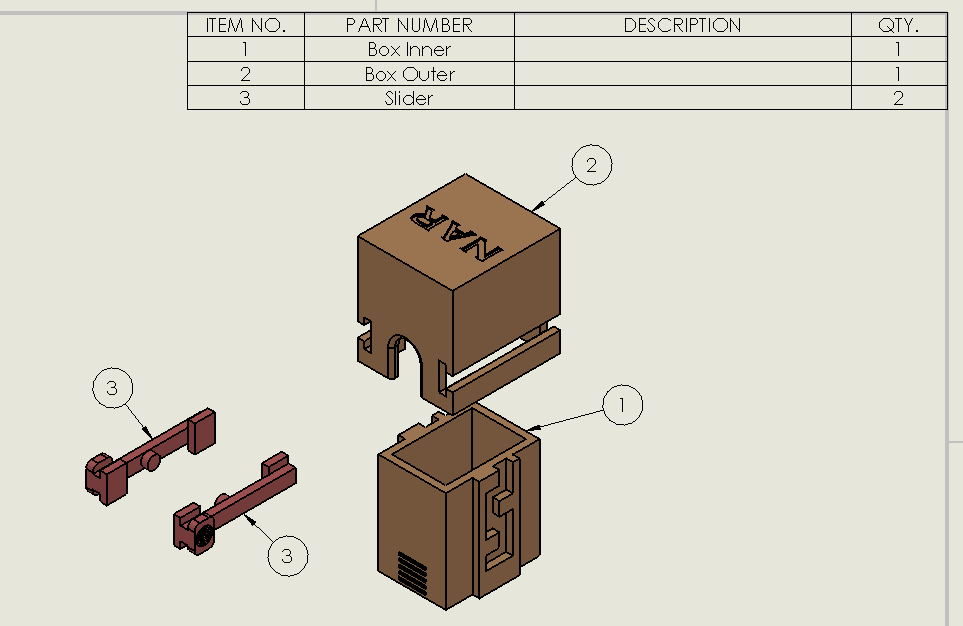 ITEM NO. PART NUMBER DESCRIPTION QTY.
1 Box Inner 1
2 Box Outer 1
3 Slider 2
2
NAR
3
1
3